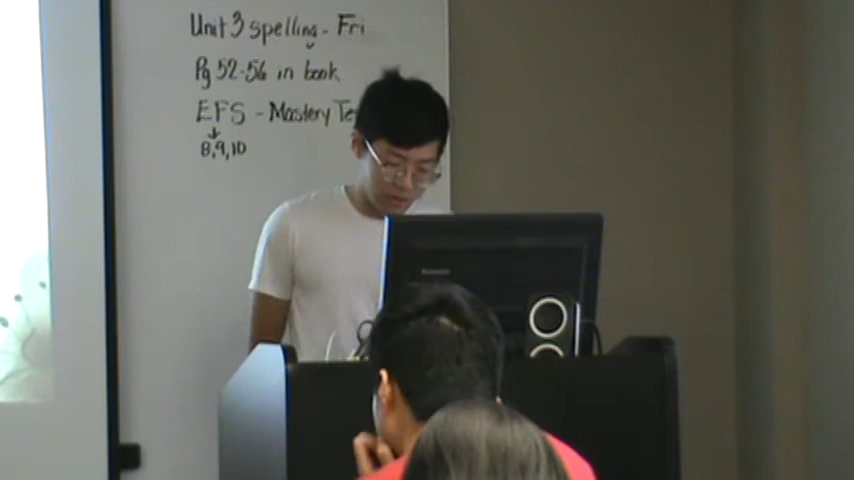 Unit 3 spelling - Fri
Pg 52-56 in book
EFS - Mastery
8,9,10